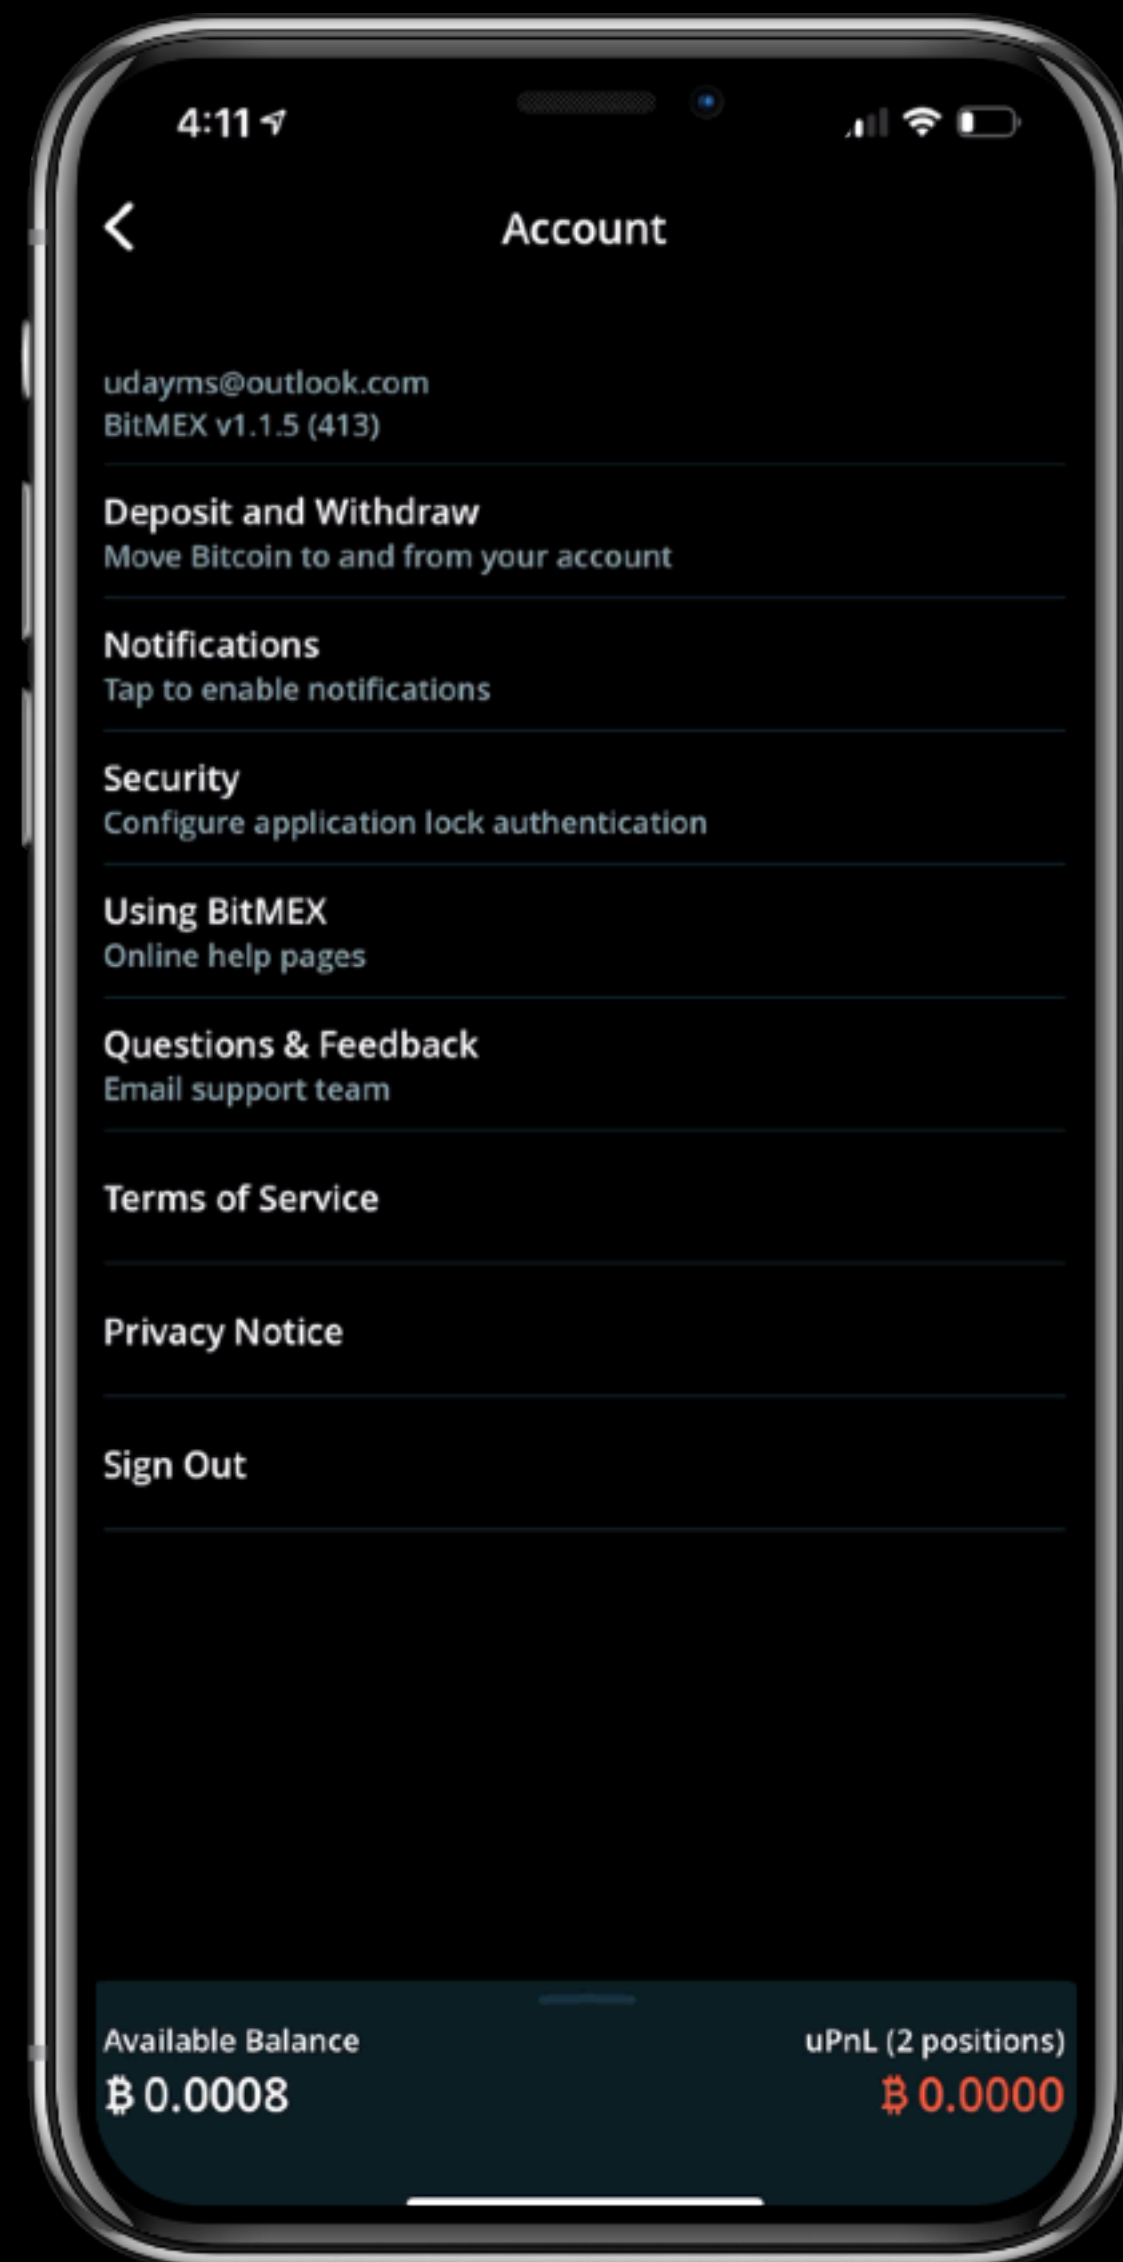 4:11
Account
udayms@outlook.com
BitMEX v1.1.5 (413)
Deposit and Withdraw
Move Bitcoin to and from your account
Notifications
Tap to enable notifications
Security
Configure application lock authentication
Using BitMEX
Online help pages
Questions & Feedback
Email support team
Terms of Service
Privacy Notice
Sign Out
Available Balance
₿ 0.0008
uPnL (2 positions)
₿ 0.0000